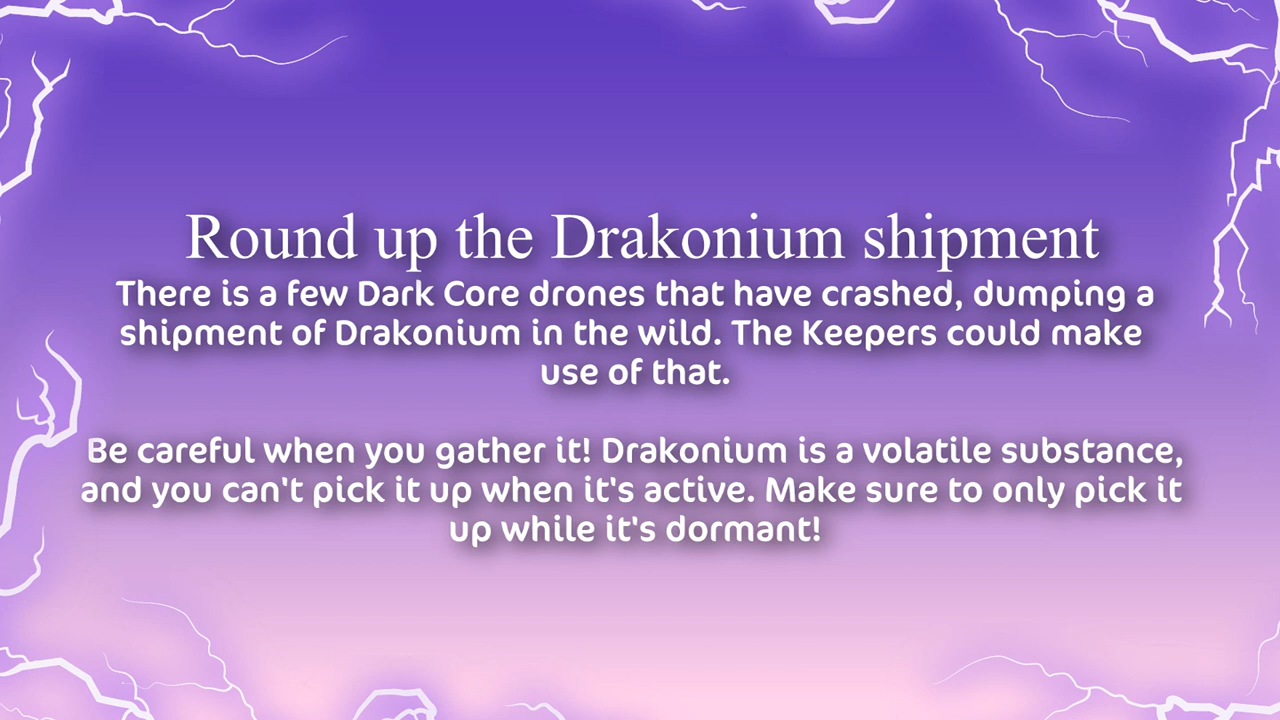 Round up the Drakonium shipment
There is a few Dark Core drones that have crashed, dumping a
shipment of Drakonium in the wild. The Keepers could make
use of that.
Be careful when you gather it! Drakonium is a volatile substance,
and you can't pick it up when it's active. Make sure to only pick it
up while it's dormant!